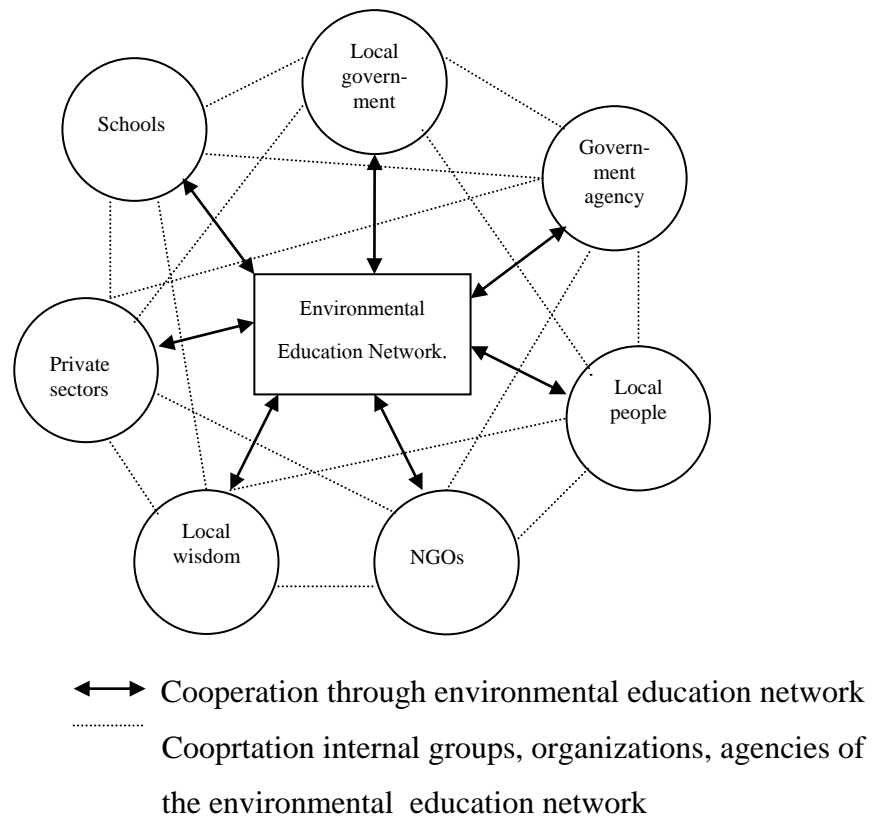 Local
govern-
ment
Schools
Govern-
ment
agency
Environmental
Education Network.
Private
sectors
Local
people
Local
wisdom
NGOs
Cooperation through environmental education network
Cooprtation internal groups, organizations, agencies of
the environmental education network